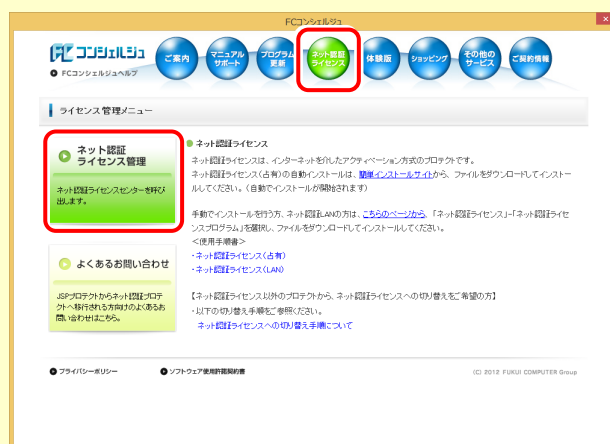 FCコンシェルジュ
×
FC コンシェルジュ
FCコンシェルジュヘルプ
ご案内
マニュアル
サポート
プログラム
更新
ネット認証
ライセンス
体験版
ショッピング
その他の
サービス
ご契約情報
ライセンス管理メニュー
ネット認証
ライセンス管理
ネット認証ライセンスセンターを呼び
出します。
よくあるお問い合わせ
JSPプロテクトからネット認証プロテ
クトへ移行される方向けのよくあるお
問い合わせはこちら。
ネット認証ライセンス
ネット認証ライセンスは、インターネットを介したアクティベーション方式のプロテクトです。
ネット認証ライセンス(占有)の自動インストールは、簡単インストールサイトから、ファイルをダウンロードしてインストー
ルしてください。(自動でインストールが開始されます)
手動でインストールを行う方、ネット認証LANの方は、こちらのページから、「ネット認証ライセンス」-「ネット認証ライセ
ンスプログラム」を選択し、ファイルをダウンロードしてインストールしてください。
<使用手順書>
・ネット認証ライセンス(占有)
・ネット認証ライセンス(LAN)
【ネット認証ライセンス以外のプロテクトから、ネット認証ライセンスへの切り替えをご希望の方】
・以下の切り替え手順をご参照ください。
ネット認証ライセンスへの切り替え手順について
プライバシーポリシー
ソフトウェア使用許諾契約書
(C) 2012 FUKUI COMPUTER Group